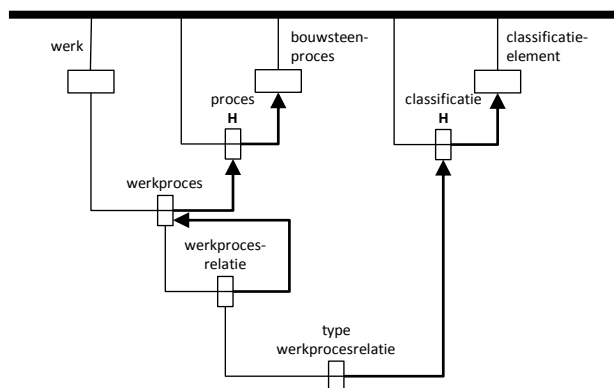 werk
bouwsteen-
proces
classificatie-
element
proces
H
classificatie
H
werkproces
werkproces-
relatie
type
werkprocesrelatie